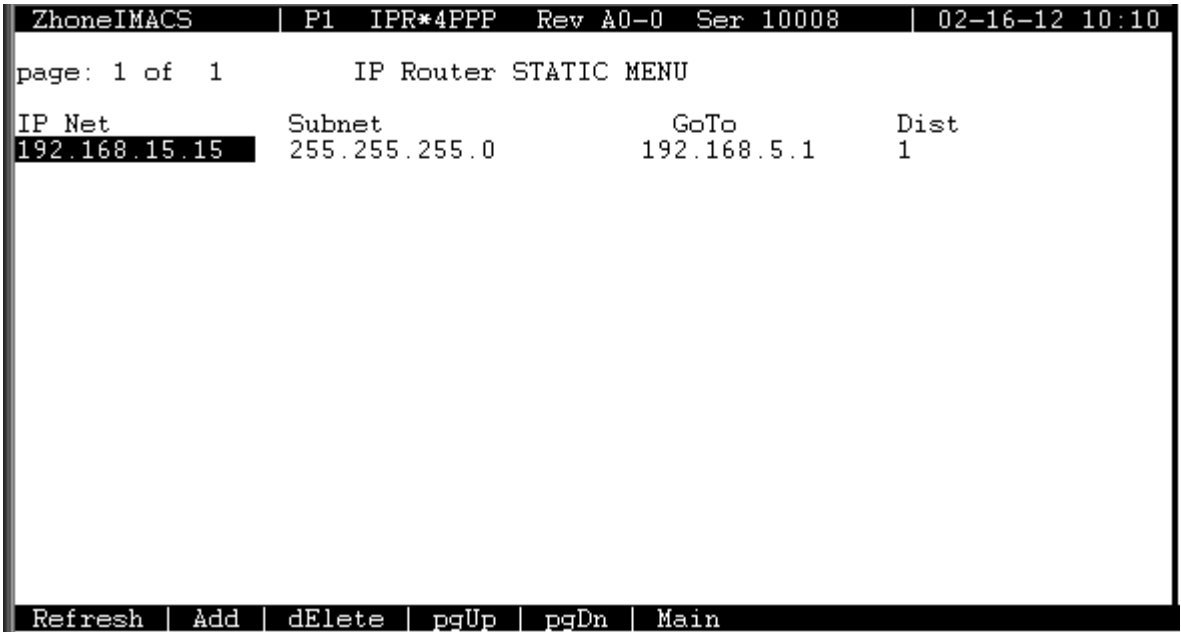 ZhoneIMACS | P1 IPR*4PPP Rev A0-0 Ser 10008 | 02-16-12 10:10
page: 1 of 1 IP Router STATIC MENU
IP Net Subnet GoTo Dist
192.168.15.15 255.255.255.0 192.168.5.1 1
Refresh | Add | dElete | pgUp | pgDn | Main